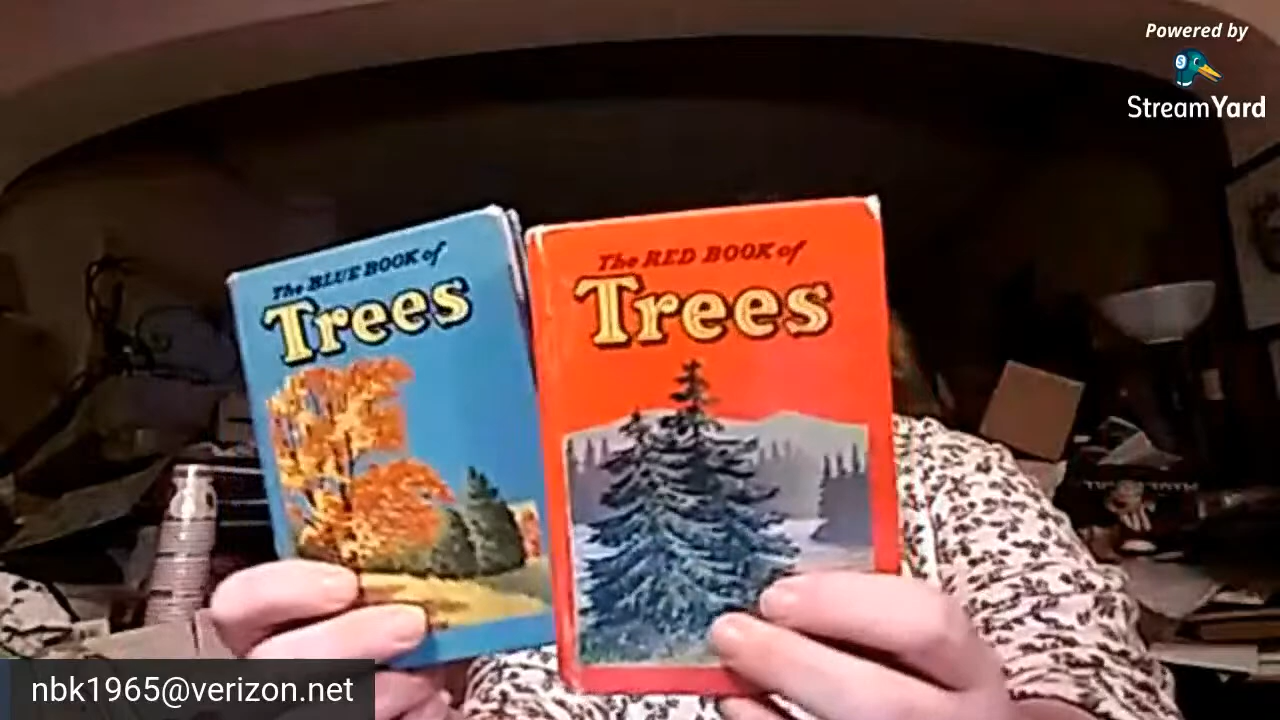 Powered by
StreamYard
The BLUE BOOK of
Trees
The RED BOOK of
Trees
nbk1965@verizon.net